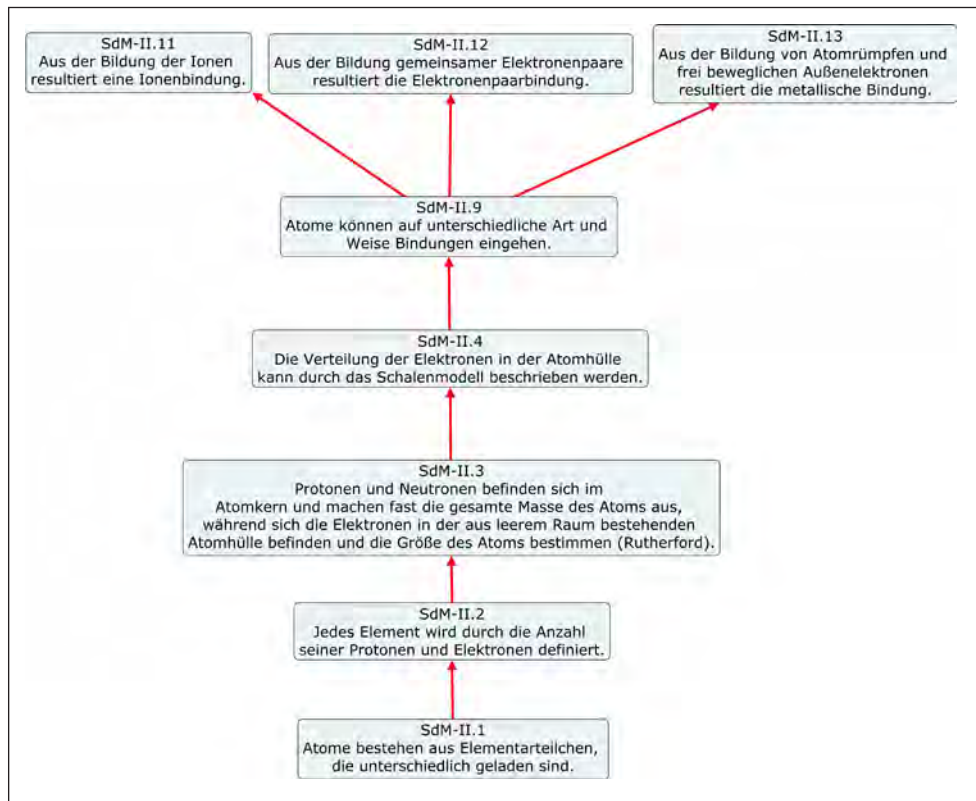 SdM-II.11
Aus der Bildung der Ionen
resultiert eine Ionenbindung.
SdM-II.12
Aus der Bildung gemeinsamer Elektronenpaare
resultiert die Elektronenpaarbindung.
SdM-II.13
Aus der Bildung von Atomrümpfen und
frei beweglichen Außenelektronen
resultiert die metallische Bindung.
SdM-II.9
Atome können auf unterschiedliche Art und
Weise Bindungen eingehen.
SdM-II.4
Die Verteilung der Elektronen in der Atomhülle
kann durch das Schalenmodell beschrieben werden.
SdM-II.3
Protonen und Neutronen befinden sich im
Atomkern und machen fast die gesamte Masse des Atoms aus,
während sich die Elektronen in der aus leerem Raum bestehenden
Atomhülle befinden und die Größe des Atoms bestimmen (Rutherford).
SdM-II.2
Jedes Element wird durch die Anzahl
seiner Protonen und Elektronen definiert.
SdM-II.1
Atome bestehen aus Elementarteilchen,
die unterschiedlich geladen sind.